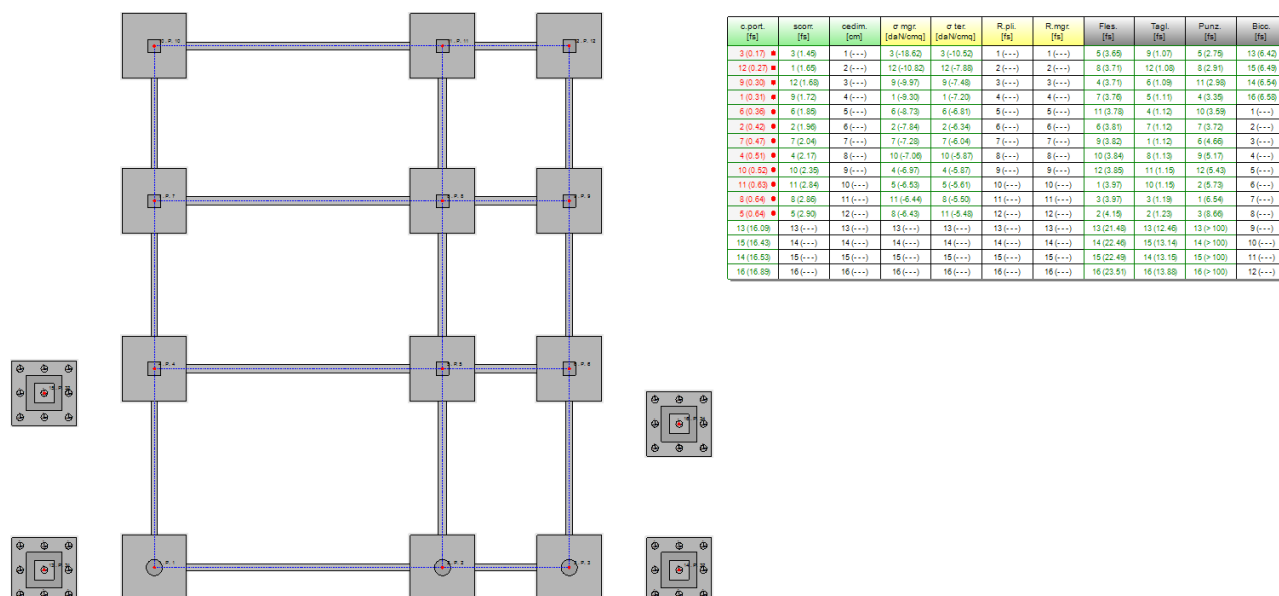 c.port. scorr. cedim. σ mgr. σ ter. R.pli. R.mgr. Fles. Tagl. Punz. Bicc.
[fs] [fs] [cm] [daN/cmq] [daN/cmq] [fs] [fs] [fs] [fs] [fs] [fs]
3 (0.17) 3 (1.45) 1 (---) 3 (-18.62) 3 (-10.52) 1 (---) 1 (---) 5 (3.65) 9 (1.07) 5 (2.75) 13 (6.42)
12 (0.27) 1 (1.65) 2 (---) 12 (-10.82) 12 (-7.88) 2 (---) 2 (---) 8 (3.71) 12 (1.08) 8 (2.91) 15 (6.49)
9 (0.30) 12 (1.68) 3 (---) 9 (-9.97) 9 (-7.48) 3 (---) 3 (---) 4 (3.71) 6 (1.09) 11 (2.98) 14 (6.54)
1 (0.31) 9 (1.72) 4 (---) 1 (-9.30) 1 (-7.20) 4 (---) 4 (---) 7 (3.76) 5 (1.11) 4 (3.35) 16 (6.58)
6 (0.36) 6 (1.85) 5 (---) 6 (-8.73) 6 (-6.81) 5 (---) 5 (---) 11 (3.78) 4 (1.12) 10 (3.59) 1 (---)
2 (0.42) 2 (1.96) 6 (---) 2 (-7.84) 2 (-6.34) 6 (---) 6 (---) 6 (3.81) 7 (1.12) 7 (3.72) 2 (---)
7 (0.47) 7 (2.04) 7 (---) 7 (-7.28) 7 (-6.04) 7 (---) 7 (---) 9 (3.82) 1 (1.12) 6 (4.66) 3 (---)
4 (0.51) 4 (2.17) 8 (---) 10 (-7.06) 10 (-5.87) 8 (---) 8 (---) 10 (3.84) 8 (1.13) 9 (5.17) 4 (---)
10 (0.52) 10 (2.35) 9 (---) 4 (-6.97) 4 (-5.87) 9 (---) 9 (---) 12 (3.85) 11 (1.15) 12 (5.43) 5 (---)
11 (0.63) 11 (2.84) 10 (---) 5 (-6.53) 5 (-5.61) 10 (---) 10 (---) 1 (3.97) 10 (1.15) 2 (5.73) 6 (---)
8 (0.64) 8 (2.86) 11 (---) 11 (-6.44) 8 (-5.50) 11 (---) 11 (---) 3 (3.97) 3 (1.19) 1 (6.54) 7 (---)
5 (0.64) 5 (2.90) 12 (---) 8 (-6.43) 11 (-5.48) 12 (---) 12 (---) 2 (4.15) 2 (1.23) 3 (8.66) 8 (---)
13 (16.09) 13 (---) 13 (---) 13 (---) 13 (---) 13 (---) 13 (---) 13 (21.48) 13 (12.46) 13 (> 100) 9 (---)
15 (16.43) 14 (---) 14 (---) 14 (---) 14 (---) 14 (---) 14 (---) 14 (22.46) 15 (13.14) 14 (> 100) 10 (---)
14 (16.53) 15 (---) 15 (---) 15 (---) 15 (---) 15 (---) 15 (---) 15 (22.49) 14 (13.15) 15 (> 100) 11 (---)
16 (16.89) 16 (---) 16 (---) 16 (---) 16 (---) 16 (---) 16 (---) 16 (23.51) 16 (13.88) 16 (> 100) 12 (---)